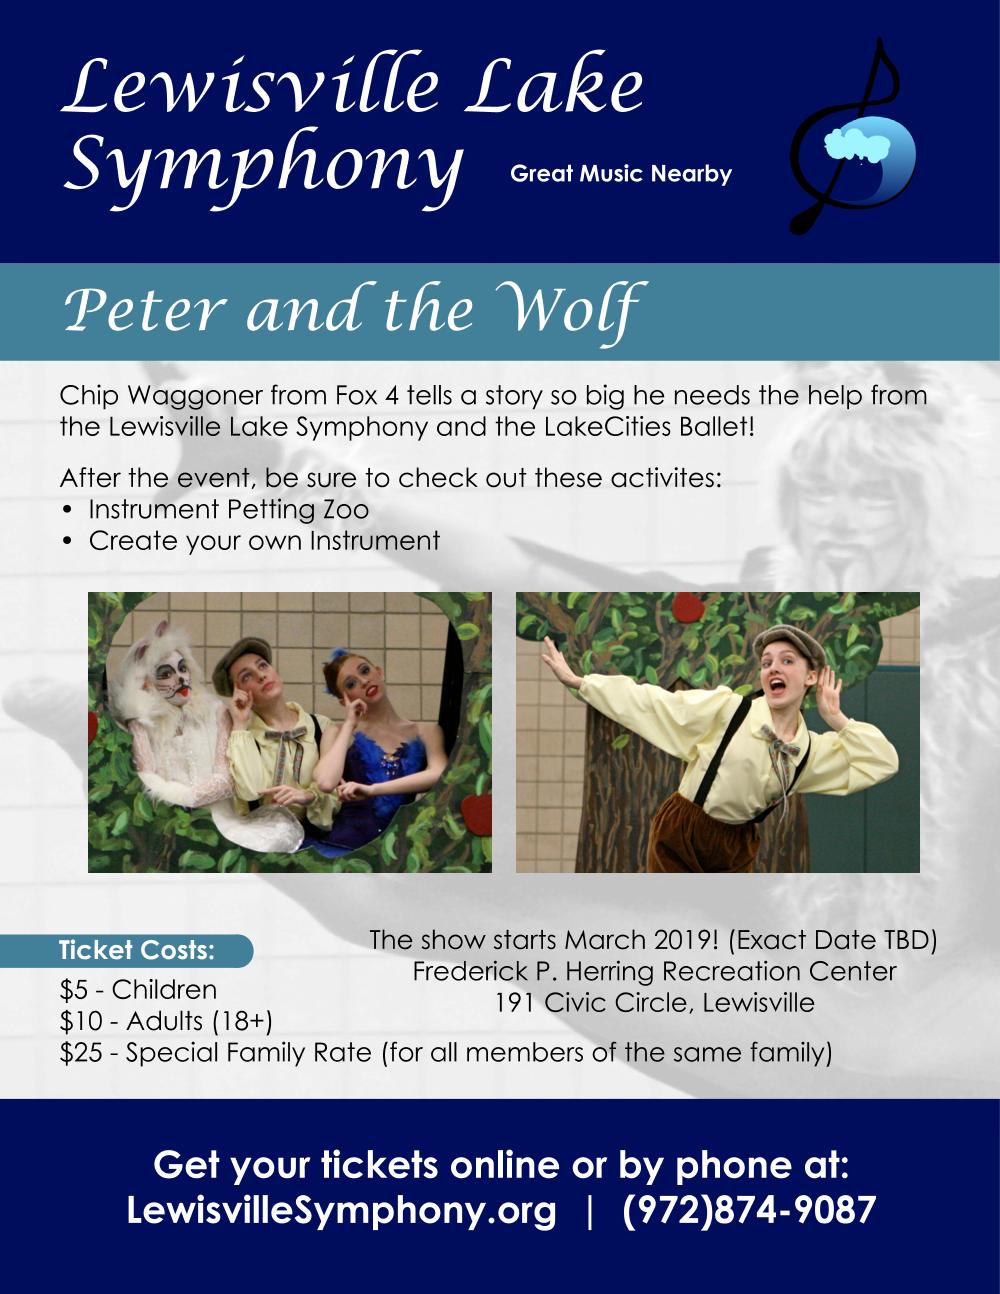 Lewisville Lake
Symphony
Great Music Nearby
Peter and the Wolf
Chip Waggoner from Fox 4 tells a story so big he needs the help from
the Lewisville Lake Symphony and the LakeCities Ballet!
After the event, be sure to check out these activites:
• Instrument Petting Zoo
• Create your own Instrument
The show starts March 2019! (Exact Date TBD)
Frederick P. Herring Recreation Center
191 Civic Circle, Lewisville
Ticket Costs:
$5 - Children
$10 - Adults (18+)
$25 - Special Family Rate (for all members of the same family)
Get your tickets online or by phone at:
LewisvilleSymphony.org | (972)874-9087